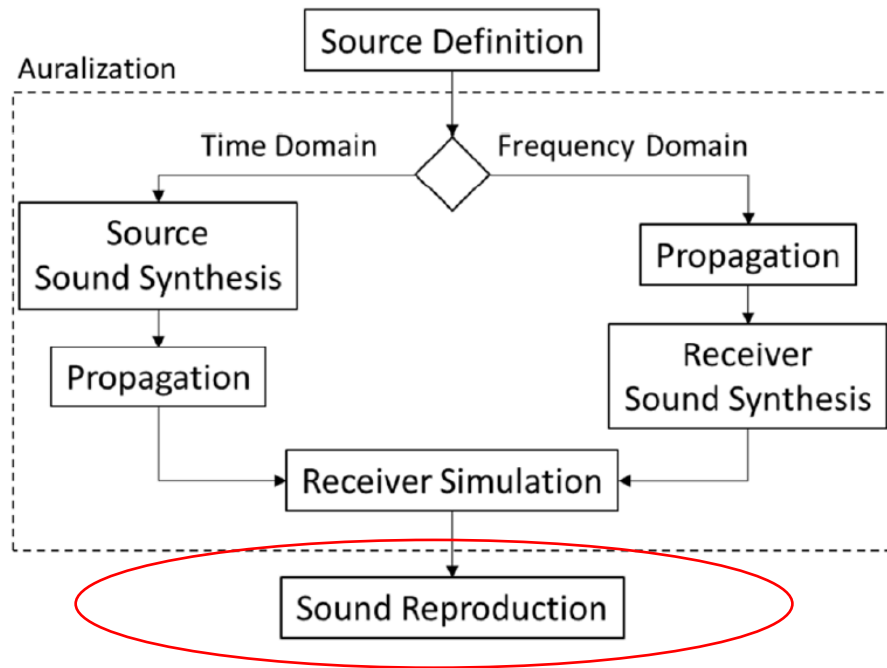 Source Definition
Auralization
Time Domain
Frequency Domain
Source
Sound Synthesis
Propagation
Propagation
Receiver
Sound Synthesis
Receiver Simulation
Sound Reproduction